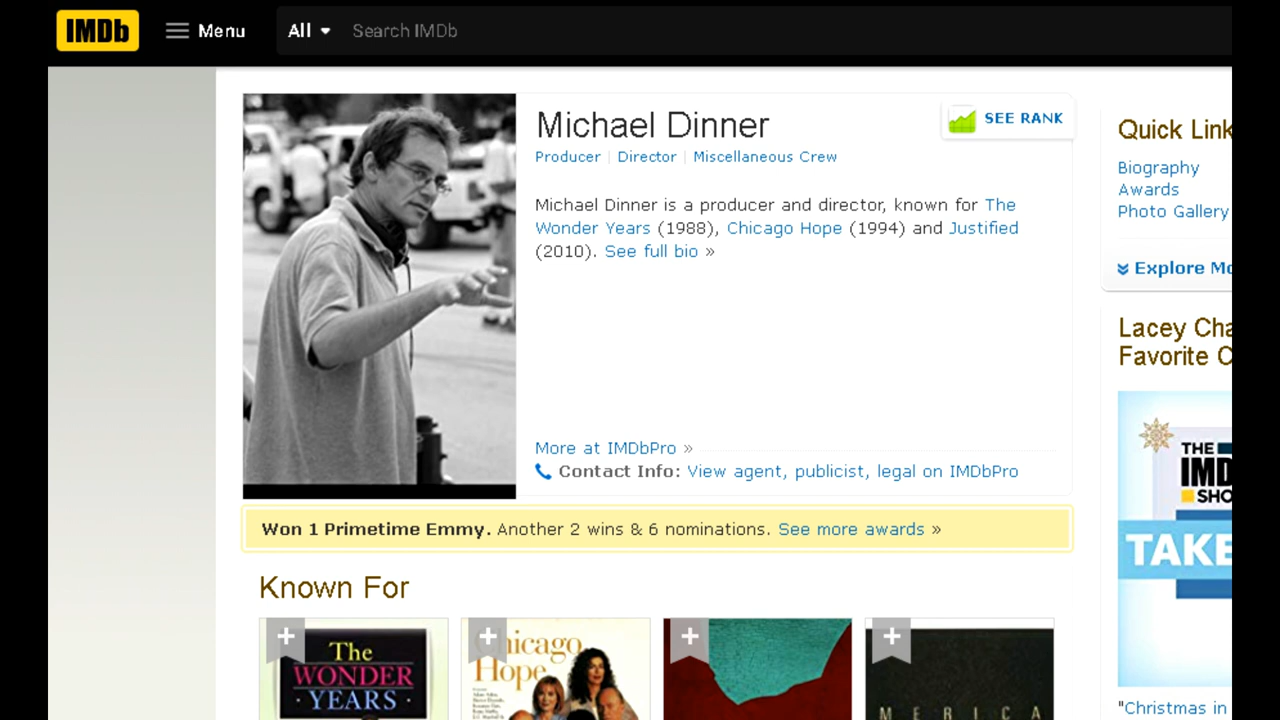 IMDb
Menu
All
Search IMDb
Michael Dinner
SEE RANK
Producer | Director | Miscellaneous Crew
Michael Dinner is a producer and director, known for The
Wonder Years (1988), Chicago Hope (1994) and Justified
(2010). See full bio »
More at IMDbPro »
Contact Info: View agent, publicist, legal on IMDbPro
Won 1 Primetime Emmy. Another 2 wins & 6 nominations. See more awards »
Known For
The
WONDER
YEARS
Chicago
Hope
Quick Link
Biography
Awards
Photo Gallery
Explore Mo
Lacey Cha
Favorite C
THE
IMD
SHO
TAKE
"Christmas in